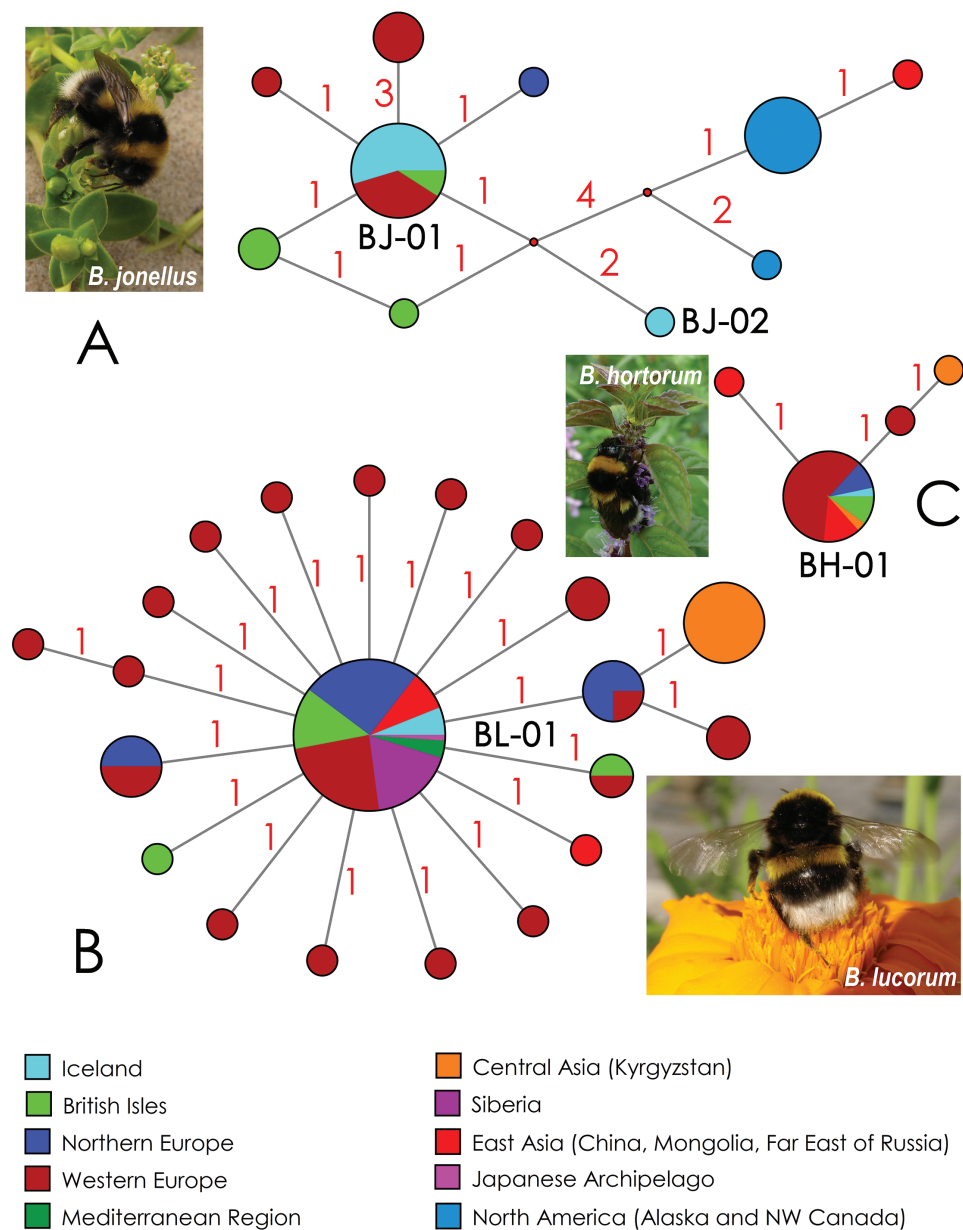 1
3
1
1
1
1
1
4
2
BJ-01
1
1
2
B. jonellus
BJ-02
A
B. hortorum
1
1
1
C
BH-01
1
1
1
1
1
1
1
1
1
1
1
1
1
BL-01
1
1
1
1
1
1
1
1
B
B. lucorum
Iceland
British Isles
Northern Europe
Western Europe
Mediterranean Region
Central Asia (Kyrgyzstan)
Siberia
East Asia (China, Mongolia, Far East of Russia)
Japanese Archipelago
North America (Alaska and NW Canada)